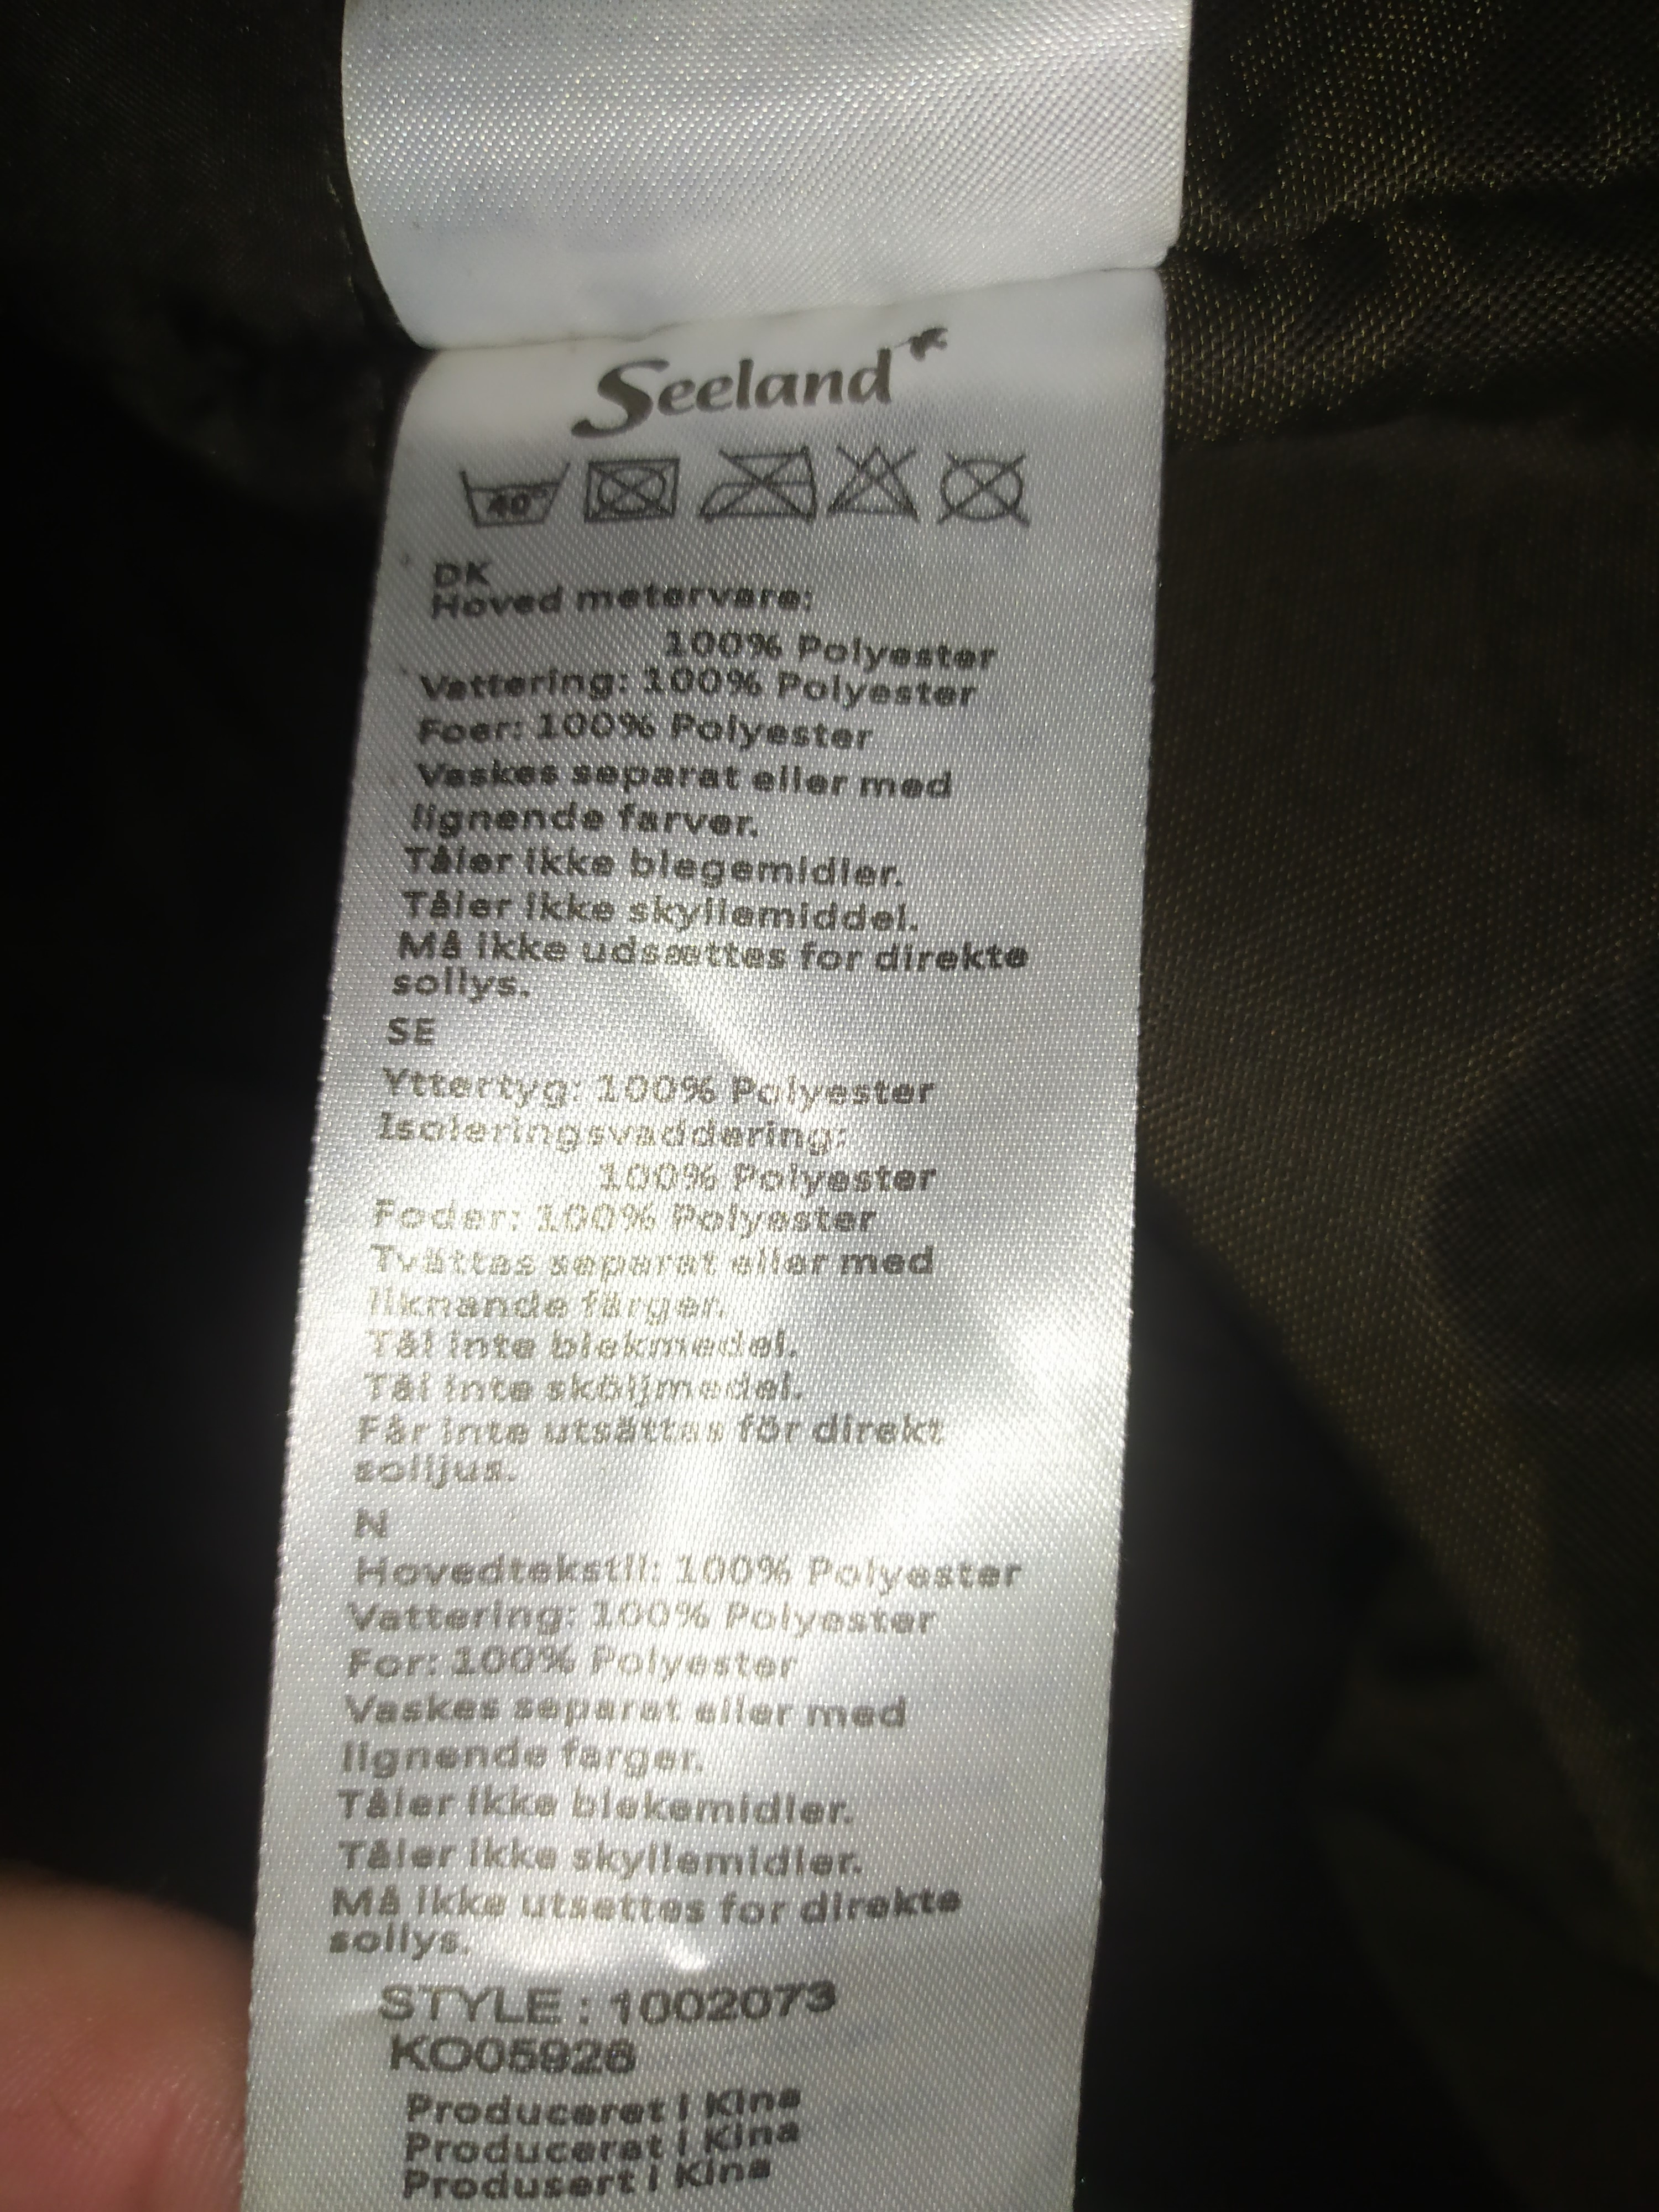 Seeland
40°
DK
Hoved metervare:
100% Polyester
Vattering: 100% Polyester
Foer: 100% Polyester
Vaskes separat eller med
lignende farver.
Tåler ikke blegemidler.
Tåler ikke skyllemiddel.
Må ikke udsættes for direkte
sollys.
SE
Yttertyg: 100% Polyester
Isoleringsvaddering:
100% Polyester
Foder: 100% Polyester
Tvättas separat eller med
liknande färger.
Tål inte blekmedel.
Tål inte sköljmedel.
Får inte utsättas för direkt
solljus.
N
Hovedtekstil: 100% Polyester
Vattering: 100% Polyester
For: 100% Polyester
Vaskes separat eller med
lignende farger.
Tåler ikke blekemidler.
Tåler ikke skyllemidler.
Må ikke utsettes for direkte
sollys.
STYLE : 1002073
KO05926
Produceret i Kina
Producerat i Kina
Produsert i Kina